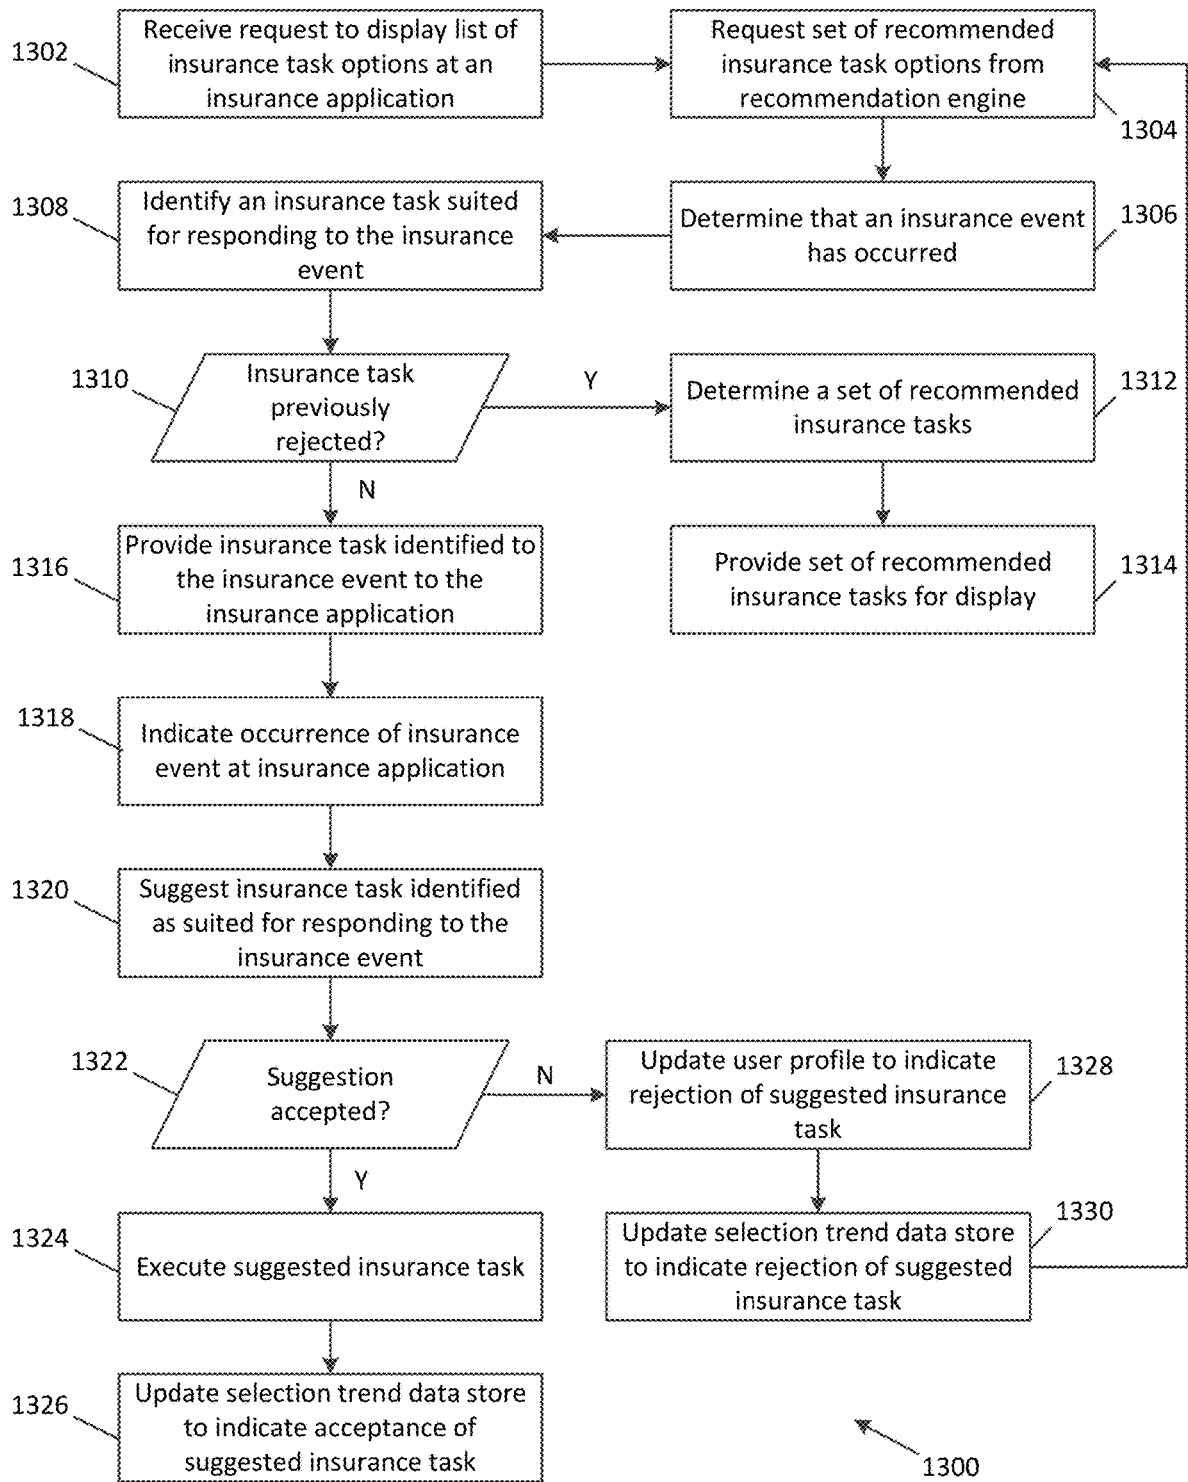 1302
Receive request to display list of
insurance task options at an
insurance application
Request set of recommended
insurance task options from
recommendation engine
1304
1308
Identify an insurance task suited
for responding to the insurance
event
Determine that an insurance event
has occurred
1306
1310
Insurance task
previously
rejected?
Y
Determine a set of recommended
insurance tasks
1312
N
1316
Provide insurance task identified to
the insurance event to the
insurance application
Provide set of recommended
insurance tasks for display
1314
1318
Indicate occurrence of insurance
event at insurance application
1320
Suggest insurance task identified
as suited for responding to the
insurance event
1322
Suggestion
accepted?
N
Update user profile to indicate
rejection of suggested insurance
task
1328
Y
1324
Execute suggested insurance task
Update selection trend data store
to indicate rejection of suggested
insurance task
1330
1326
Update selection trend data store
to indicate acceptance of
suggested insurance task
1300